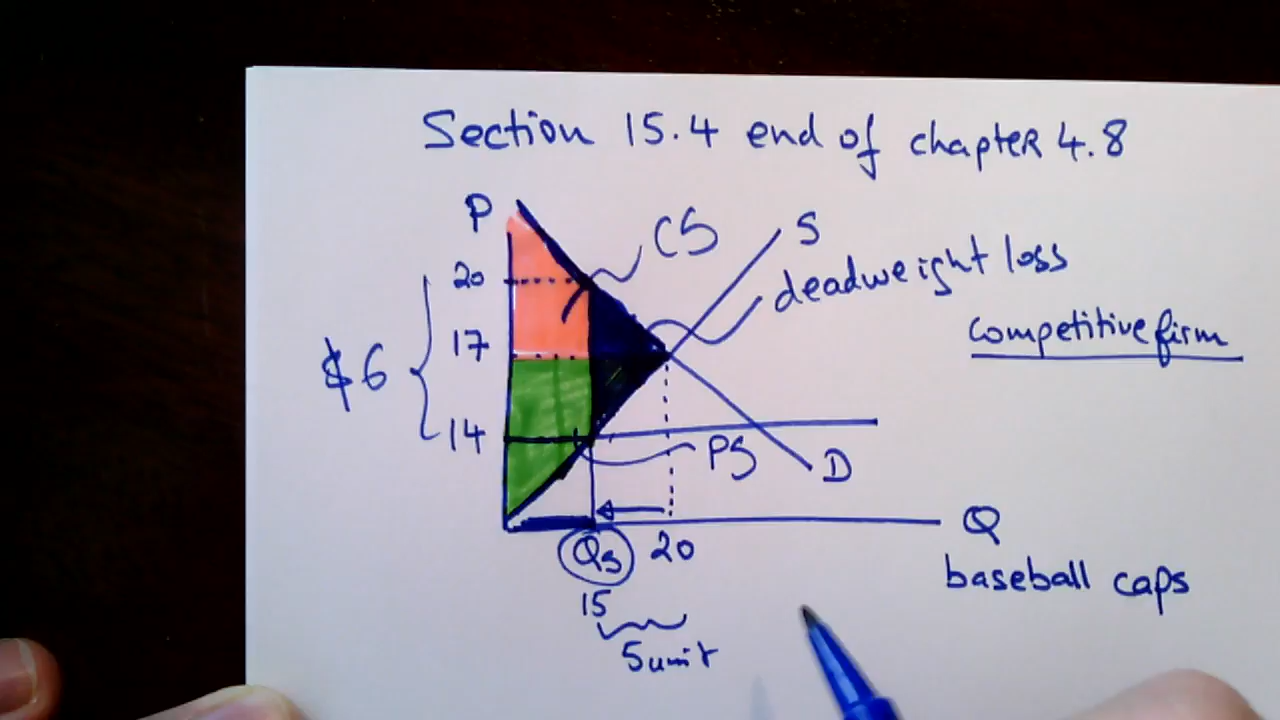 Section 15.4 end of chapter 4.8
P
CS
S
20
deadweight loss
competitive firm
17
$6
14
PS
D
Qs
20
Q
baseball caps
15
5 unit